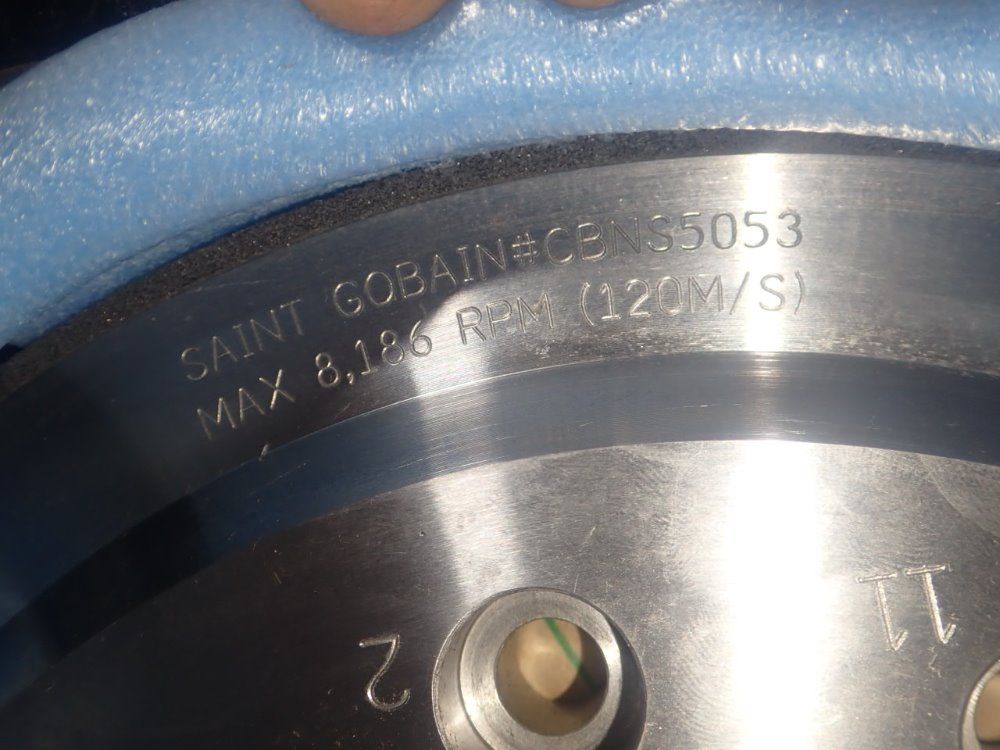 SAINT GOBAIN#CBNS5053
MAX 8,186 RPM (120M/S)
2
11